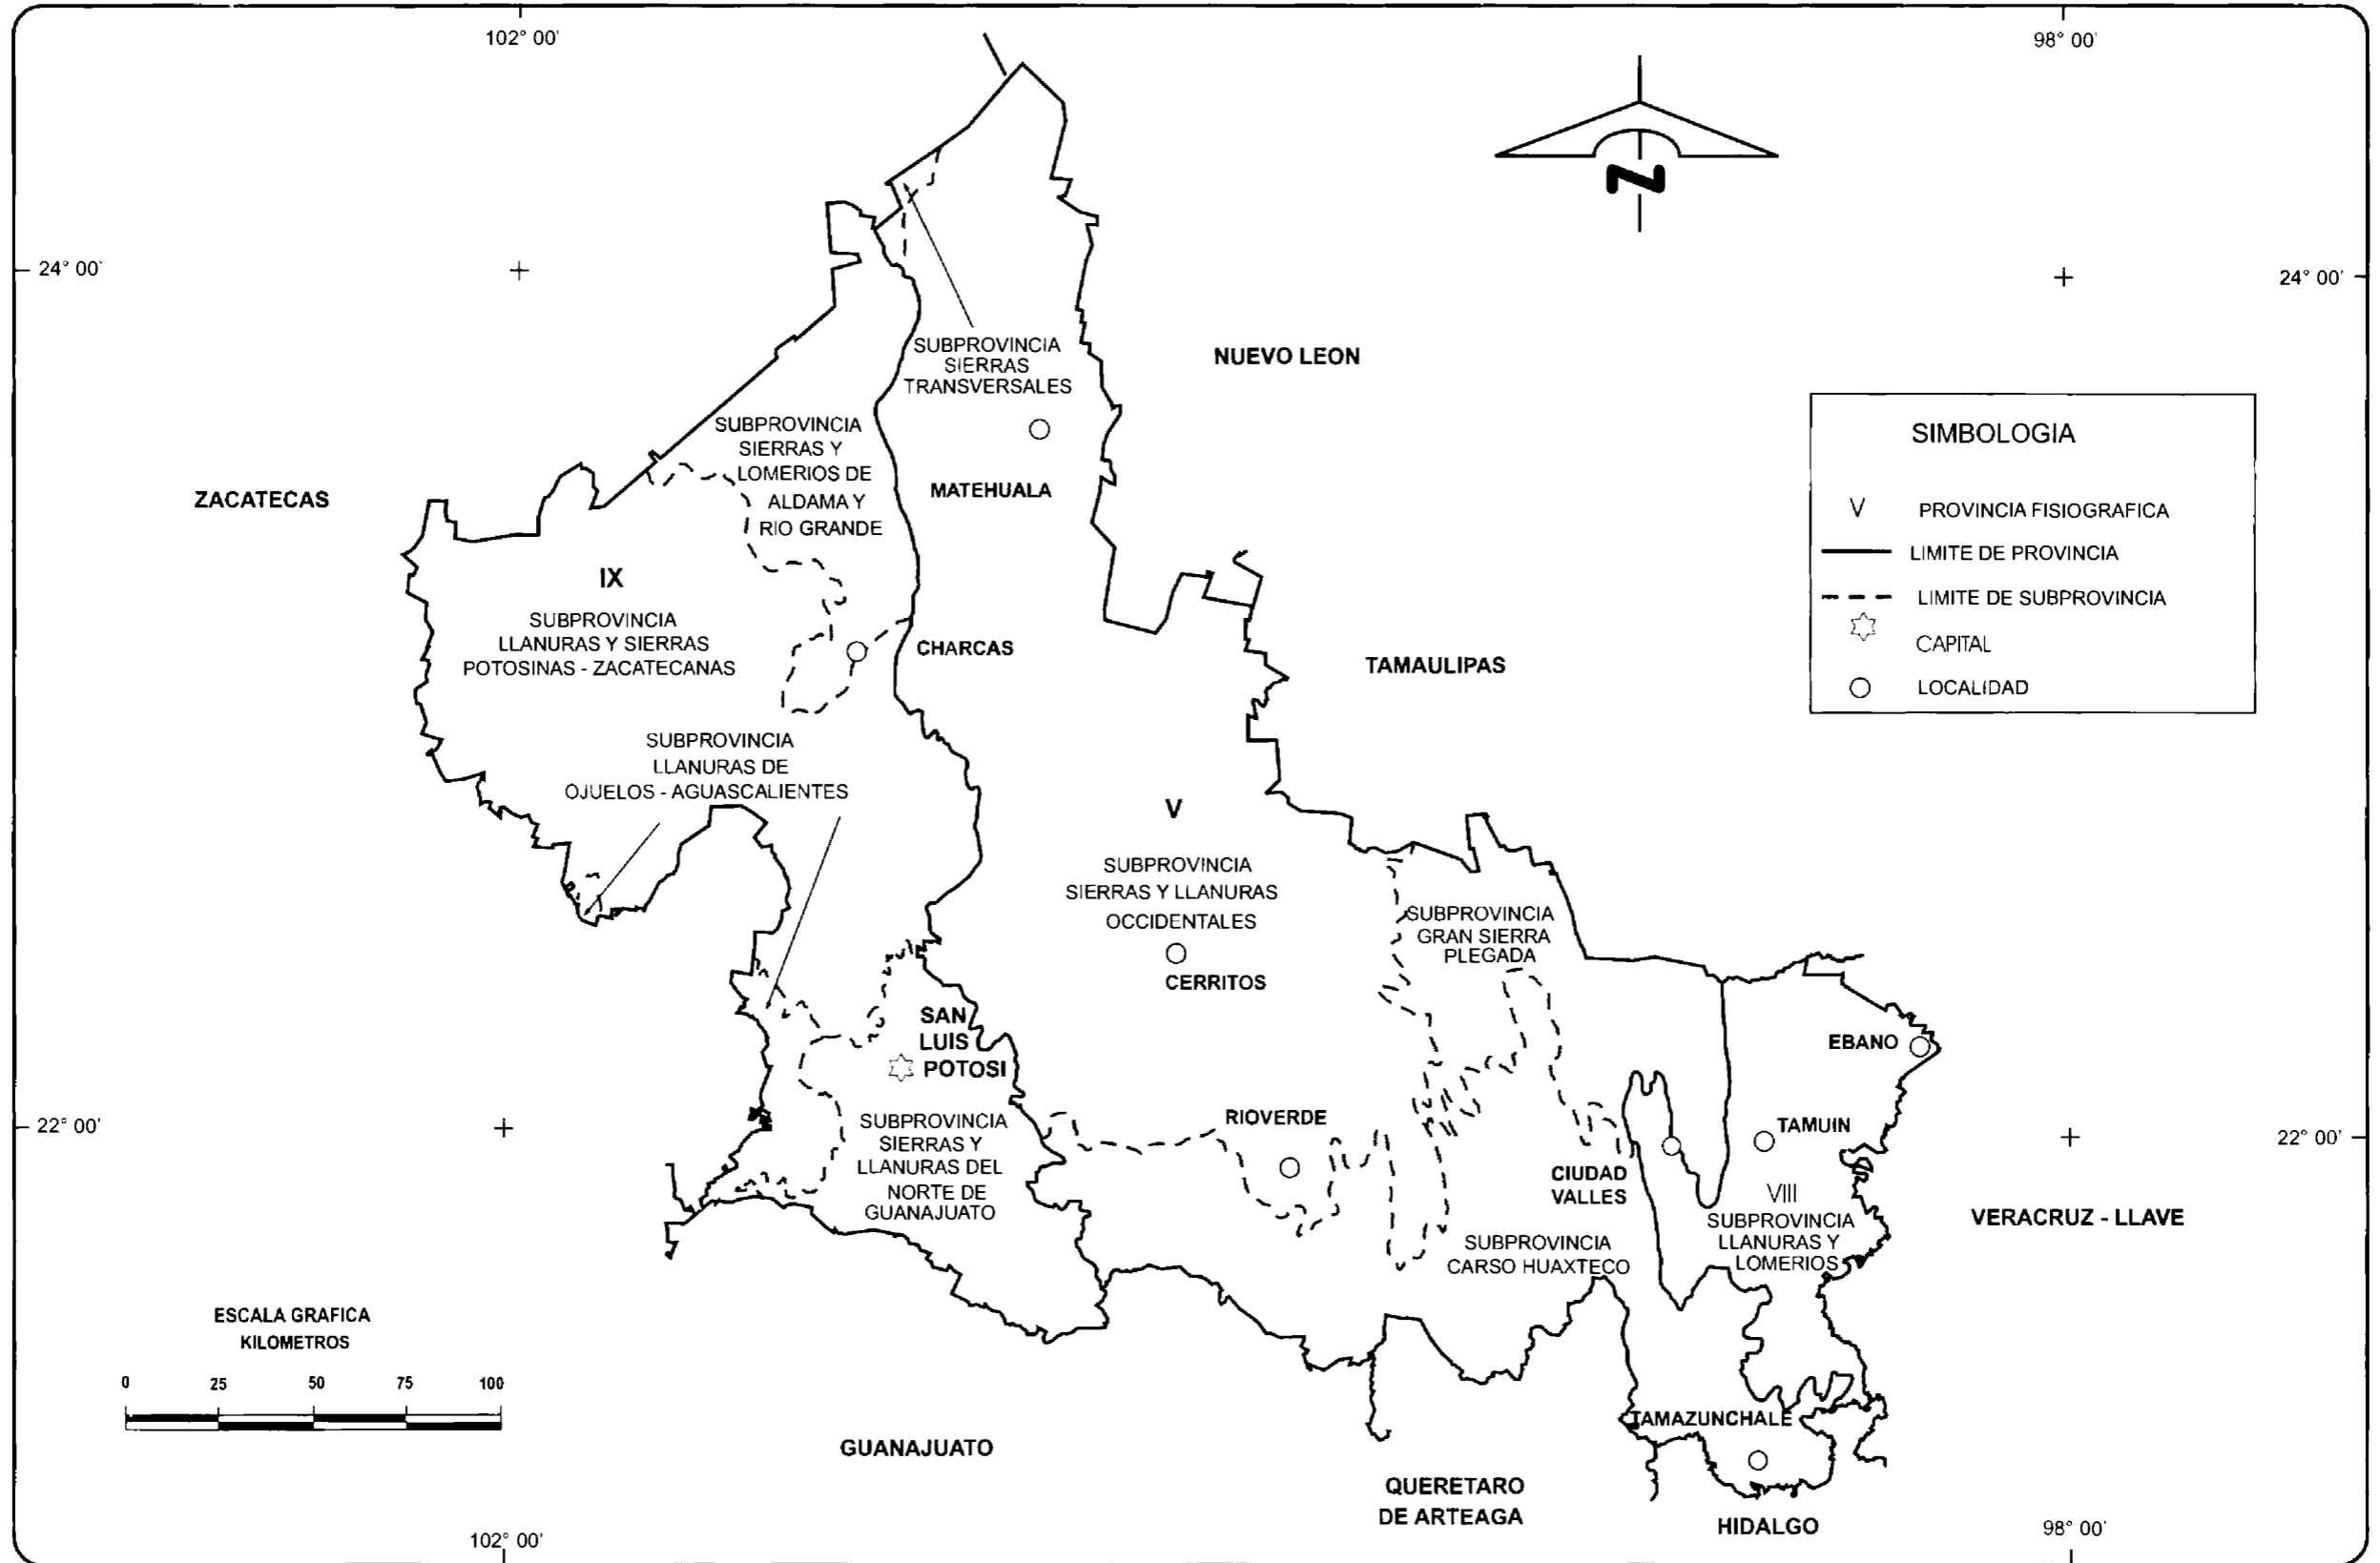 102° 00'
98° 00'
24° 00'
24° 00'
SUBPROVINCIA
SIERRAS
TRANSVERSALES
NUEVO LEON
SIMBOLOGIA
V PROVINCIA FISIOGRAFICA
LIMITE DE PROVINCIA
LIMITE DE SUBPROVINCIA
CAPITAL
LOCALIDAD
SUBPROVINCIA
SIERRAS Y
LOMERIOS DE
ALDAMA Y
RIO GRANDE
ZACATECAS
MATEHUALA
IX
SUBPROVINCIA
LLANURAS Y SIERRAS
POTOSINAS - ZACATECANAS
CHARCAS
TAMAULIPAS
SUBPROVINCIA
LLANURAS DE
OJUELOS - AGUASCALIENTES
V
SUBPROVINCIA
SIERRAS Y LLANURAS
OCCIDENTALES
CERRITOS
SUBPROVINCIA
GRAN SIERRA
PLEGADA
SAN
LUIS
POTOSI
EBANO
22° 00'
22° 00'
SUBPROVINCIA
SIERRAS Y
LLANURAS DEL
NORTE DE
GUANAJUATO
RIOVERDE
TAMUIN
CIUDAD
VALLES
VIII
SUBPROVINCIA
LLANURAS Y
LOMERIOS
VERACRUZ - LLAVE
SUBPROVINCIA
CARSO HUAXTECO
ESCALA GRAFICA
KILOMETROS
0 25 50 75 100
TAMAZUNCHALE
GUANAJUATO
QUERETARO
DE ARTEAGA
HIDALGO
102° 00'
98° 00'
N